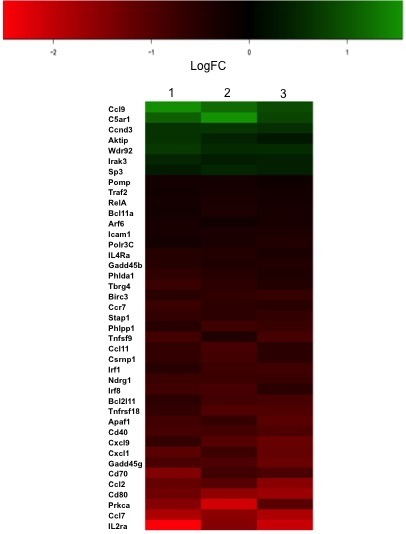 -2 -1 0 1
LogFC
1 2 3
Ccl9
C5ar1
Ccnd3
Aktip
Wdr92
Irak3
Sp3
Pomp
Traf2
RelA
Bcl11a
Arf6
Icam1
Polr3C
IL4Ra
Gadd45b
Phlda1
Tbrg4
Birc3
Ccr7
Stap1
Phlpp1
Tnfsf9
Ccl11
Csrnp1
Irf1
Ndrg1
Irf8
Bcl2l11
Tnfrsf18
Apaf1
Cd40
Cxcl9
Cxcl1
Gadd45g
Cd70
Ccl2
Cd80
Prkca
Ccl7
IL2ra